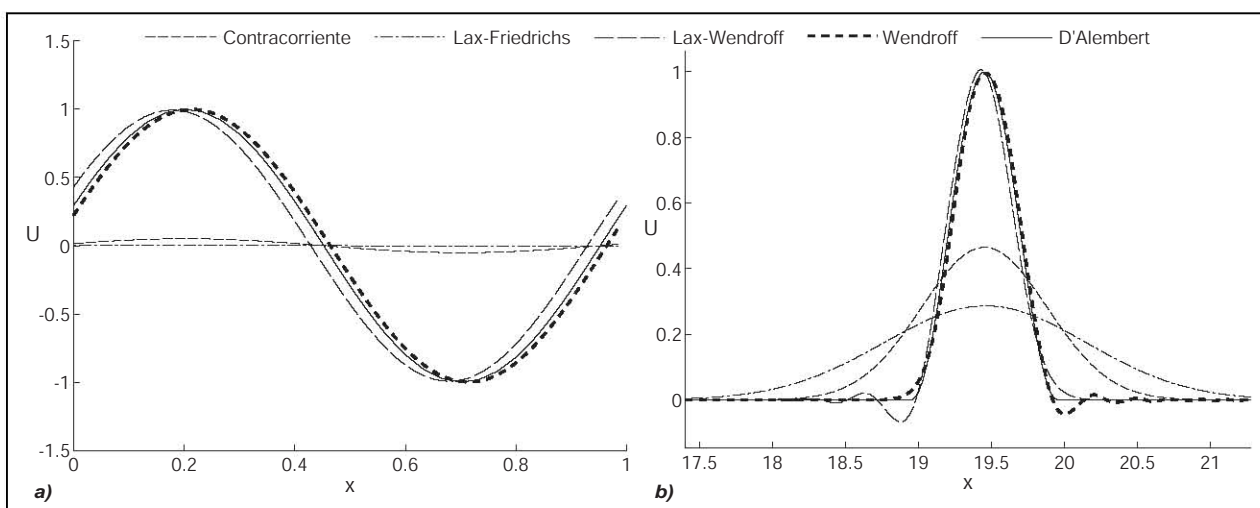 Contracorriente Lax-Friedrichs Lax-Wendroff Wendroff D'Alembert
1.5
1
0.5
U
0
-0.5
-1
-1.5
0 0.2 0.4 0.6 0.8 1
x
a)
1
0.8
0.6
U
0.4
0.2
0
17.5 18 18.5 19 19.5 20 20.5 21
x
b)